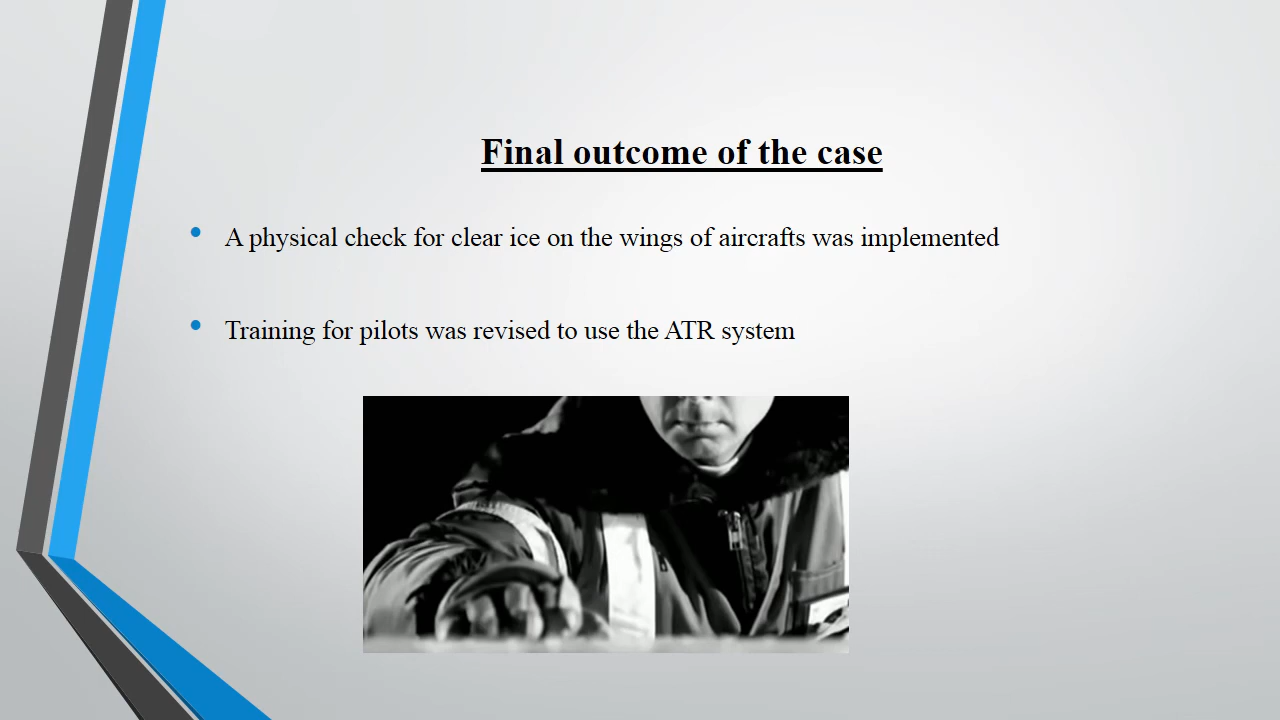 Final outcome of the case
A physical check for clear ice on the wings of aircrafts was implemented
Training for pilots was revised to use the ATR system